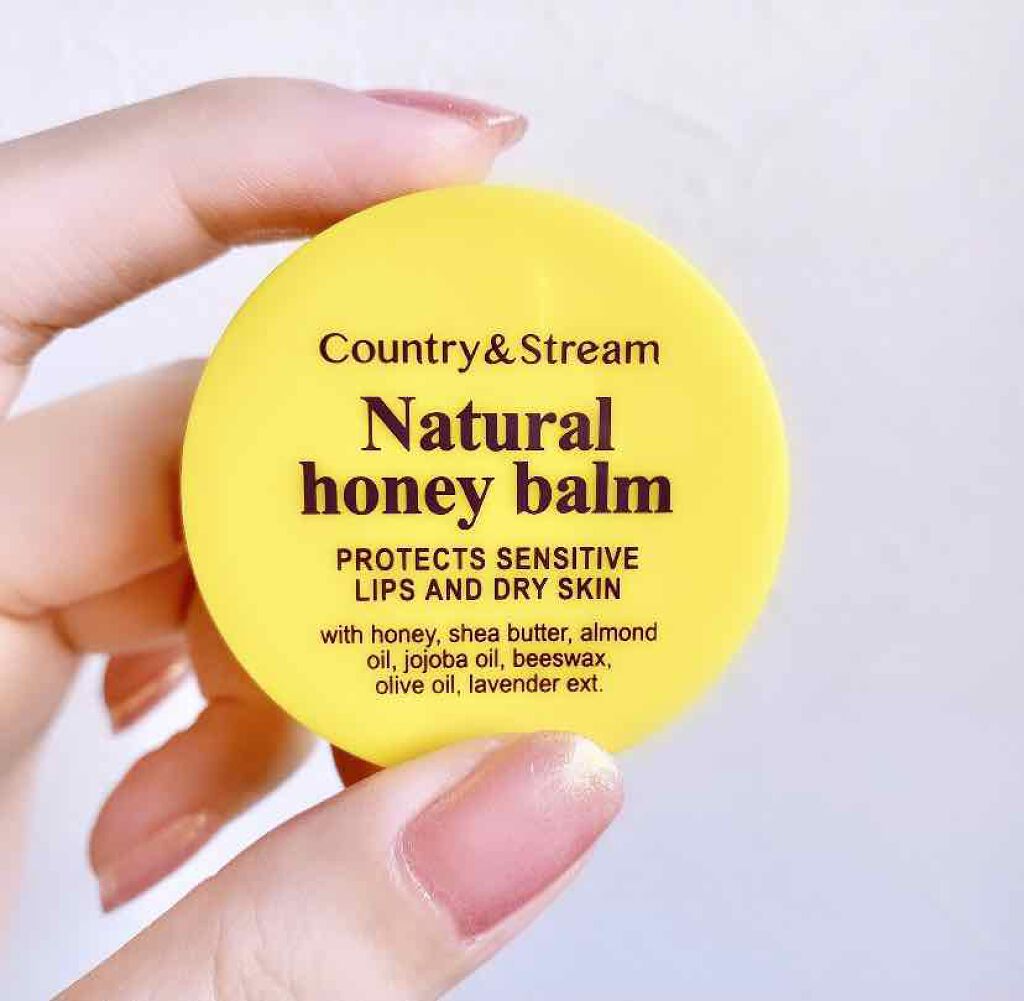 Country&Stream
Natural
honey balm
PROTECTS SENSITIVE
LIPS AND DRY SKIN
with honey, shea butter, almond
oil, jojoba oil, beeswax,
olive oil, lavender ext.